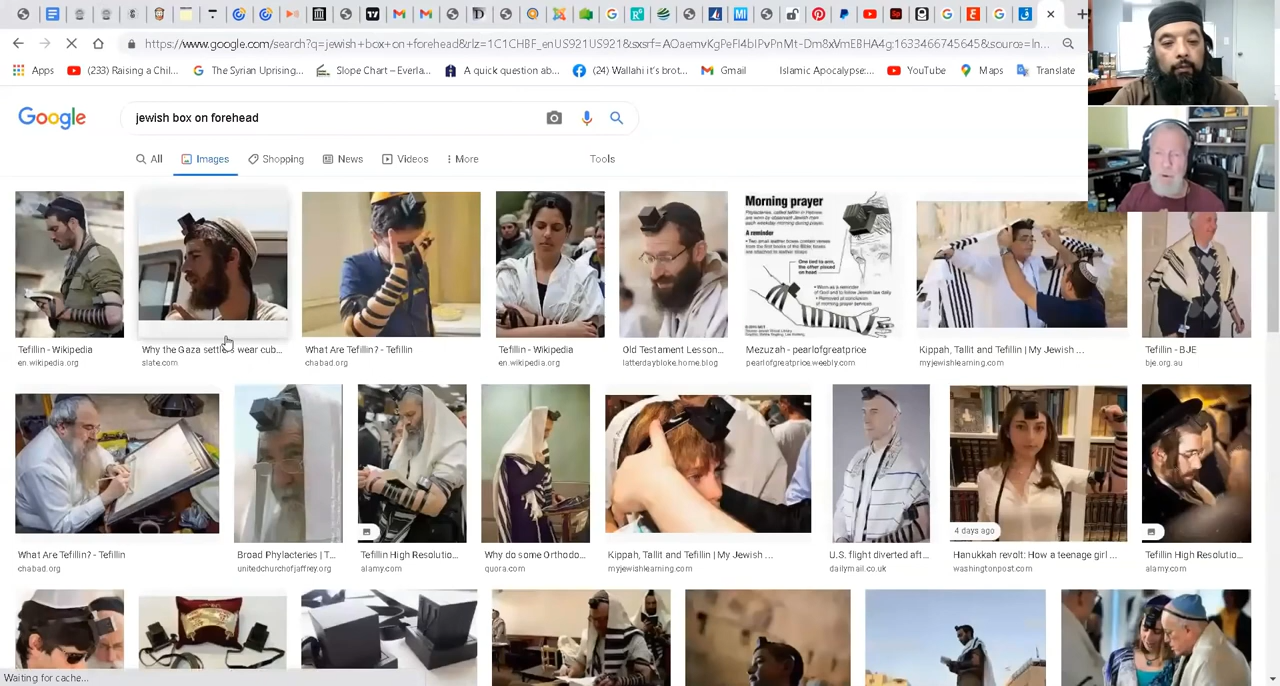 https://www.google.com/search?q=jewish+box+on+forehead&rlz=1C1CHBF_enUS921US921&sxsrf=AOaemvKgPeFl4bIPvPnMt-Dm&xVmEBHA4g:1633466745645&source=ln...
Apps
(233) Raising a Chil...
The Syrian Uprising...
Slope Chart – Everla...
A quick question ab...
(24) Wallahi it's brot...
Gmail
Islamic Apocalypse:...
YouTube
Maps
Translate
Google
jewish box on forehead
All
Images
Shopping
News
Videos
More
Tools
Morning prayer
A reminder
Tefillin - Wikipedia
en.wikipedia.org
Why the Gaza settlers wear cub...
slate.com
What Are Tefillin? - Tefillin
chabad.org
Tefillin - Wikipedia
en.wikipedia.org
Old Testament Lesson...
latterdaybloke.home.blog
Mezuzah - pearlofgreatprice
pearlofgreatprice.weebly.com
Kippah, Tallit and Tefillin | My Jewish ...
myjewishlearning.com
Tefillin - BJE
bje.org.au
4 days ago
What Are Tefillin? - Tefillin
chabad.org
Broad Phylacteries | T...
unitedchurchofjaffrey.org
Tefillin High Resolutio...
alamy.com
Why do some Orthodo...
quora.com
Kippah, Tallit and Tefillin | My Jewish ...
myjewishlearning.com
U.S. flight diverted aft...
dailymail.co.uk
Hanukkah revolt: How a teenage girl ...
washingtonpost.com
Tefillin High Resolutio...
alamy.com
Waiting for cache...